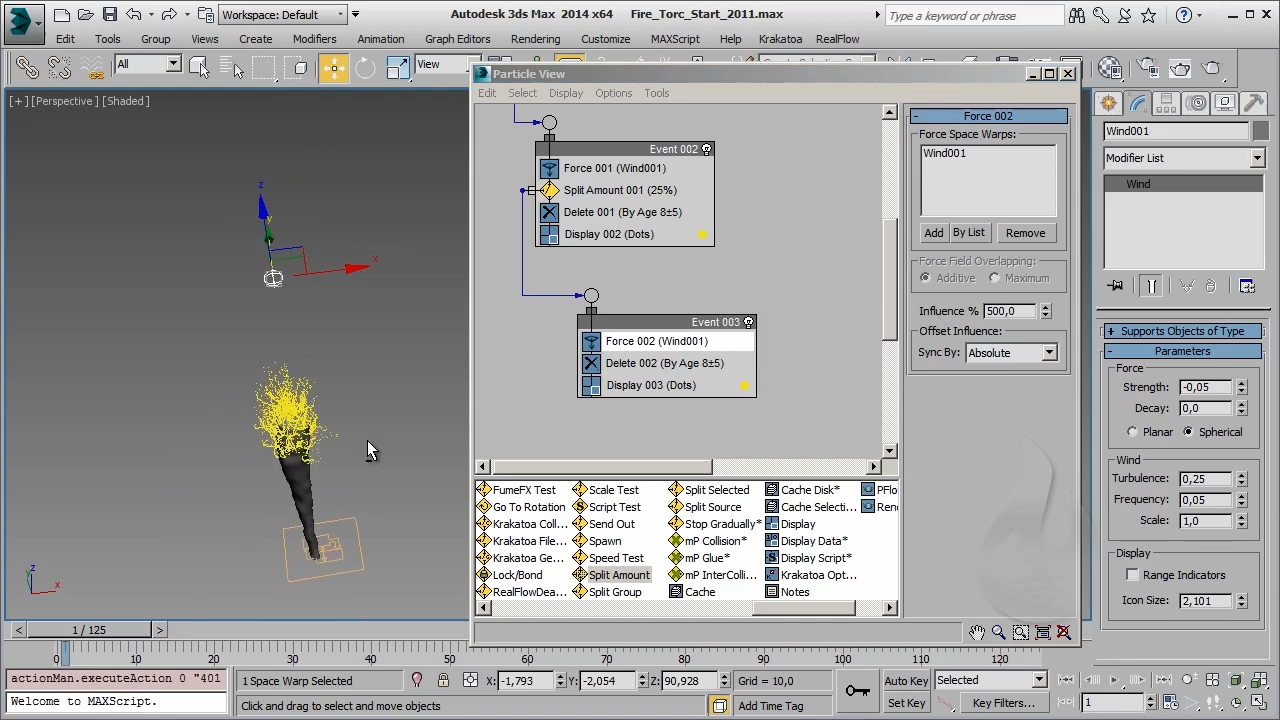 Workspace: Default
Autodesk 3ds Max 2014 x64 Fire_Torc_Start_2011.max
Type a keyword or phrase
Edit Tools Group Views Create Modifiers Animation Graph Editors Rendering Customize MAXScript Help Krakatoa RealFlow
All
View
[+][Perspective][Shaded]
Particle View
Edit Select Display Options Tools
Event 002
Force 001 (Wind001)
Split Amount 001 (25%)
Delete 001 (By Age 8±5)
Display 002 (Dots)
Event 003
Force 002 (Wind001)
Delete 002 (By Age 8±5)
Display 003 (Dots)
Force 002
Force Space Warps:
Wind001
Add By List Remove
Force Field Overlapping:
Additive Maximum
Influence % 500,0
Offset Influence:
Sync By: Absolute
Wind001
Modifier List
Wind
+ Supports Objects of Type
- Parameters
Force
Strength: -0,05
Decay: 0,0
Planar Spherical
Wind
Turbulence: 0,25
Frequency: 0,05
Scale: 1,0
Display
Range Indicators
Icon Size: 2,101
FumeFX Test Scale Test Split Selected Cache Disk* PFlo
Go To Rotation Script Test Split Source Cache Selecti... Ren
Krakatoa Coll... Send Out Stop Gradually* Display
Krakatoa File... Spawn mP Collision* Display Data*
Krakatoa Ge... Speed Test mP Glue* Display Script*
Lock/Bond Split Amount mP InterColli... Krakatoa Opt...
RealFlowDea... Split Group Cache Notes
z
y
x
z
x
< 1 / 125 >
0 10 20 30 40 50 60 70 80 90 100 110 120
actionMan.executeAction 0 "401
Welcome to MAXScript.
1 Space Warp Selected
X: -1,793 Y: -2,054 Z: 90,928 Grid = 10,0
Click and drag to select and move objects
Add Time Tag
Auto Key Selected
Set Key Key Filters...
1